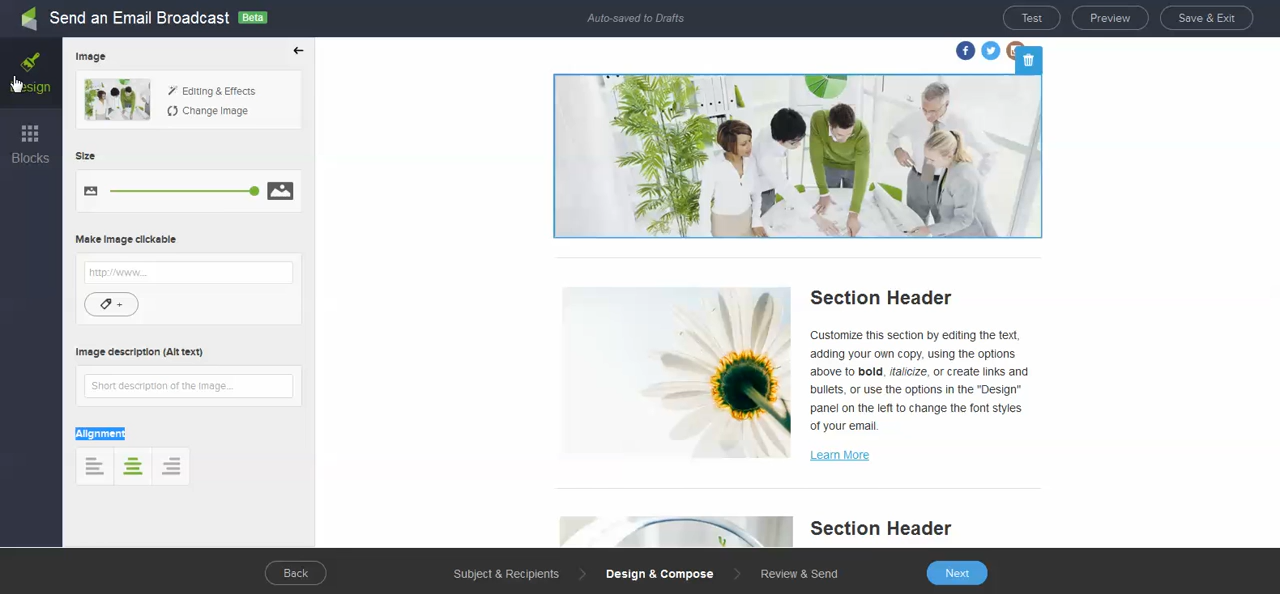 Send an Email Broadcast Beta
Auto-saved to Drafts
Test
Preview
Save & Exit
Design
Blocks
Image
Editing & Effects
Change Image
Size
Make image clickable
http://www...
+
Image description (Alt text)
Short description of the image...
Alignment
Section Header
Customize this section by editing the text,
adding your own copy, using the options
above to bold, italicize, or create links and
bullets, or use the options in the "Design"
panel on the left to change the font styles
of your email.
Learn More
Section Header
Back
Subject & Recipients
Design & Compose
Review & Send
Next